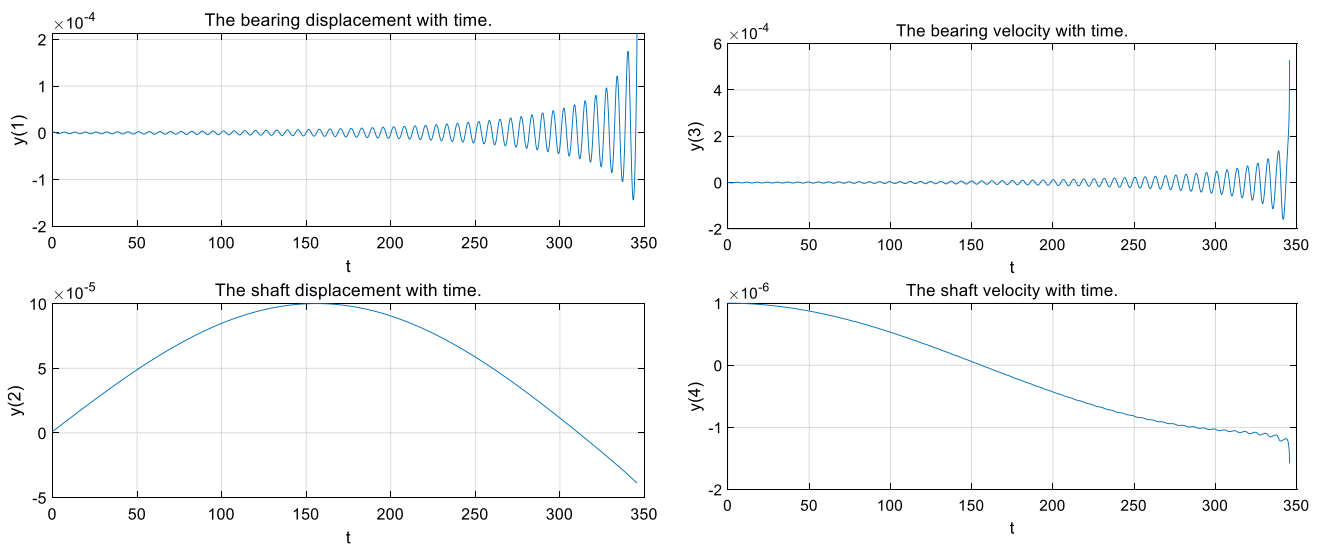 The bearing displacement with time.
×10-4
2
1
0
-1
-2
y(1)
0 50 100 150 200 250 300 350
t
The bearing velocity with time.
×10-4
6
4
2
0
-2
y(3)
0 50 100 150 200 250 300 350
t
The shaft displacement with time.
×10-5
10
5
0
-5
y(2)
0 50 100 150 200 250 300 350
t
The shaft velocity with time.
×10-6
1
0
-1
-2
y(4)
0 50 100 150 200 250 300 350
t